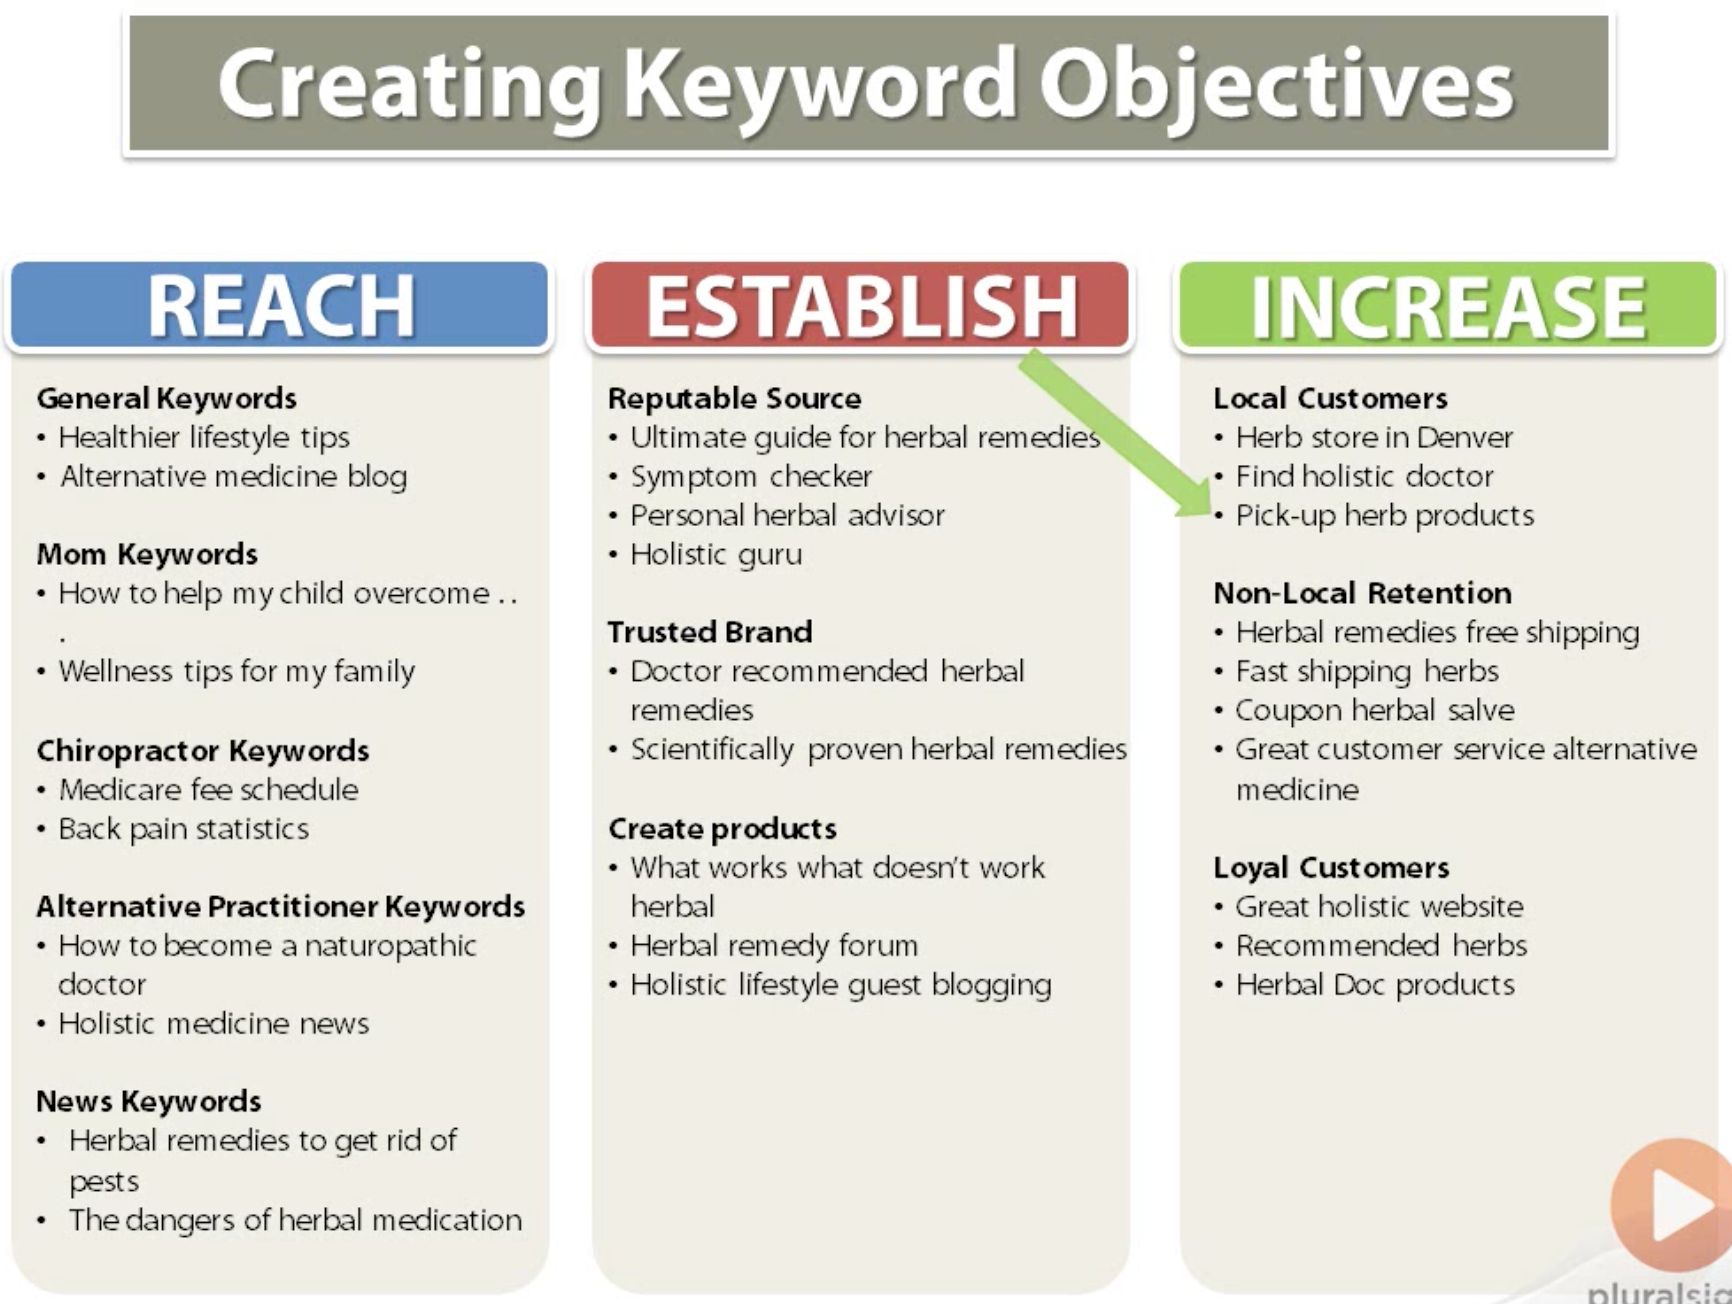 Creating Keyword Objectives
REACH
General Keywords
• Healthier lifestyle tips
• Alternative medicine blog
Mom Keywords
• How to help my child overcome . .
.
• Wellness tips for my family
Chiropractor Keywords
• Medicare fee schedule
• Back pain statistics
Alternative Practitioner Keywords
• How to become a naturopathic
doctor
• Holistic medicine news
News Keywords
• Herbal remedies to get rid of
pests
• The dangers of herbal medication
ESTABLISH
Reputable Source
• Ultimate guide for herbal remedies
• Symptom checker
• Personal herbal advisor
• Holistic guru
Trusted Brand
• Doctor recommended herbal
remedies
• Scientifically proven herbal remedies
Create products
• What works what doesn't work
herbal
• Herbal remedy forum
• Holistic lifestyle guest blogging
INCREASE
Local Customers
• Herb store in Denver
• Find holistic doctor
• Pick-up herb products
Non-Local Retention
• Herbal remedies free shipping
• Fast shipping herbs
• Coupon herbal salve
• Great customer service alternative
medicine
Loyal Customers
• Great holistic website
• Recommended herbs
• Herbal Doc products